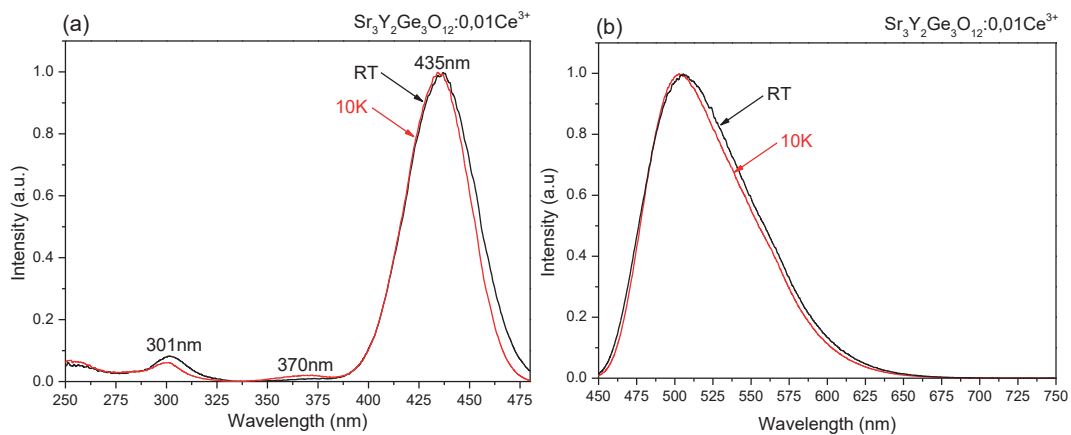 (a)
Sr₃Y₂Ge₃O₁₂:0,01Ce³⁺
1.0
0.8
0.6
0.4
0.2
0.0
Intensity (a.u.)
RT
10K
435nm
301nm
370nm
250 275 300 325 350 375 400 425 450 475
Wavelength (nm)
(b)
Sr₃Y₂Ge₃O₁₂:0,01Ce³⁺
1.0
0.8
0.6
0.4
0.2
0.0
Intensity (a.u)
RT
10K
450 475 500 525 550 575 600 625 650 675 700 725 750
Wavelength (nm)